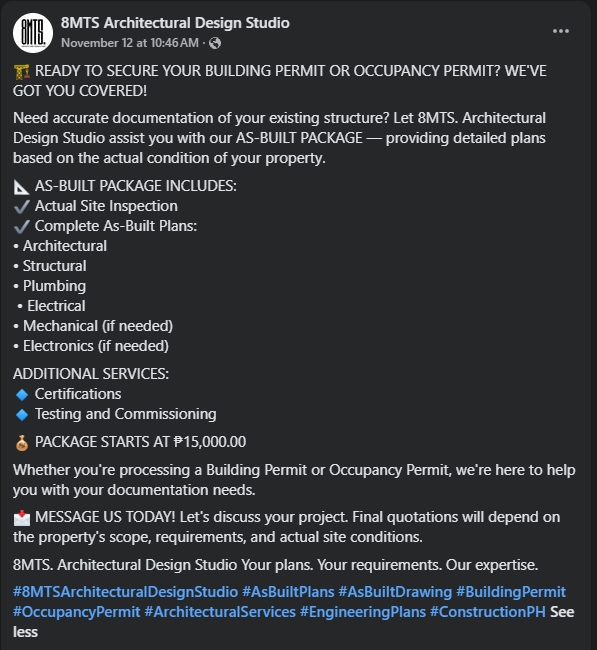 8MTS.
8MTS Architectural Design Studio
November 12 at 10:46 AM ·
🏗️ READY TO SECURE YOUR BUILDING PERMIT OR OCCUPANCY PERMIT? WE'VE
GOT YOU COVERED!
Need accurate documentation of your existing structure? Let 8MTS. Architectural
Design Studio assist you with our AS-BUILT PACKAGE — providing detailed plans
based on the actual condition of your property.
📐 AS-BUILT PACKAGE INCLUDES:
✔️ Actual Site Inspection
✔️ Complete As-Built Plans:
• Architectural
• Structural
• Plumbing
• Electrical
• Mechanical (if needed)
• Electronics (if needed)
ADDITIONAL SERVICES:
🔹 Certifications
🔹 Testing and Commissioning
💰 PACKAGE STARTS AT ₱15,000.00
Whether you're processing a Building Permit or Occupancy Permit, we're here to help
you with your documentation needs.
📩 MESSAGE US TODAY! Let's discuss your project. Final quotations will depend on
the property's scope, requirements, and actual site conditions.
8MTS. Architectural Design Studio Your plans. Your requirements. Our expertise.
#8MTSArchitecturalDesignStudio #AsBuiltPlans #AsBuiltDrawing #BuildingPermit
#OccupancyPermit #ArchitecturalServices #EngineeringPlans #ConstructionPH See
less